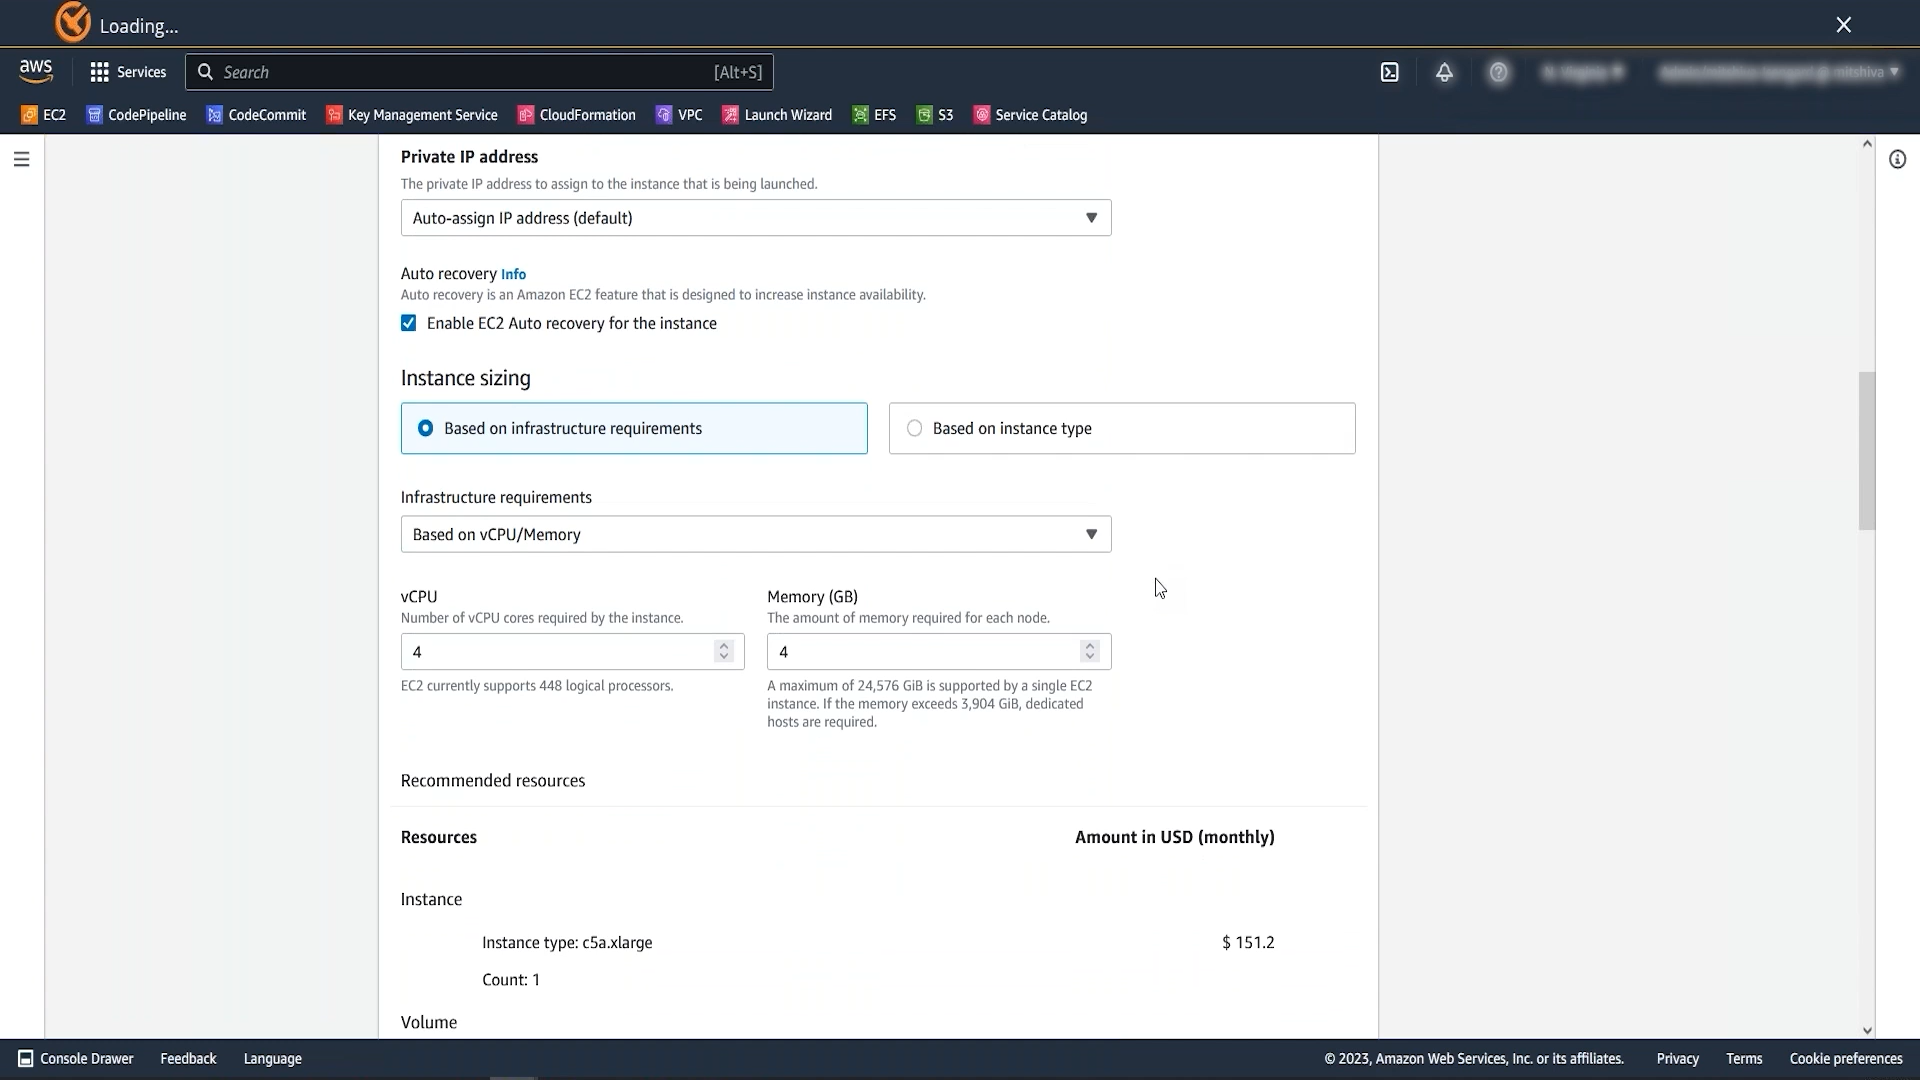 Loading...
aws
Services
Search
[Alt+S]
mitshiva
EC2
CodePipeline
CodeCommit
Key Management Service
CloudFormation
VPC
Launch Wizard
EFS
S3
Service Catalog
Private IP address
The private IP address to assign to the instance that is being launched.
Auto-assign IP address (default)
Auto recovery Info
Auto recovery is an Amazon EC2 feature that is designed to increase instance availability.
Enable EC2 Auto recovery for the instance
Instance sizing
Based on infrastructure requirements
Based on instance type
Infrastructure requirements
Based on vCPU/Memory
vCPU
Number of vCPU cores required by the instance.
4
EC2 currently supports 448 logical processors.
Memory (GB)
The amount of memory required for each node.
4
A maximum of 24,576 GiB is supported by a single EC2
instance. If the memory exceeds 3,904 GiB, dedicated
hosts are required.
Recommended resources
Resources
Amount in USD (monthly)
Instance
Instance type: c5a.xlarge
$ 151.2
Count: 1
Volume
Console Drawer
Feedback
Language
© 2023, Amazon Web Services, Inc. or its affiliates.
Privacy
Terms
Cookie preferences